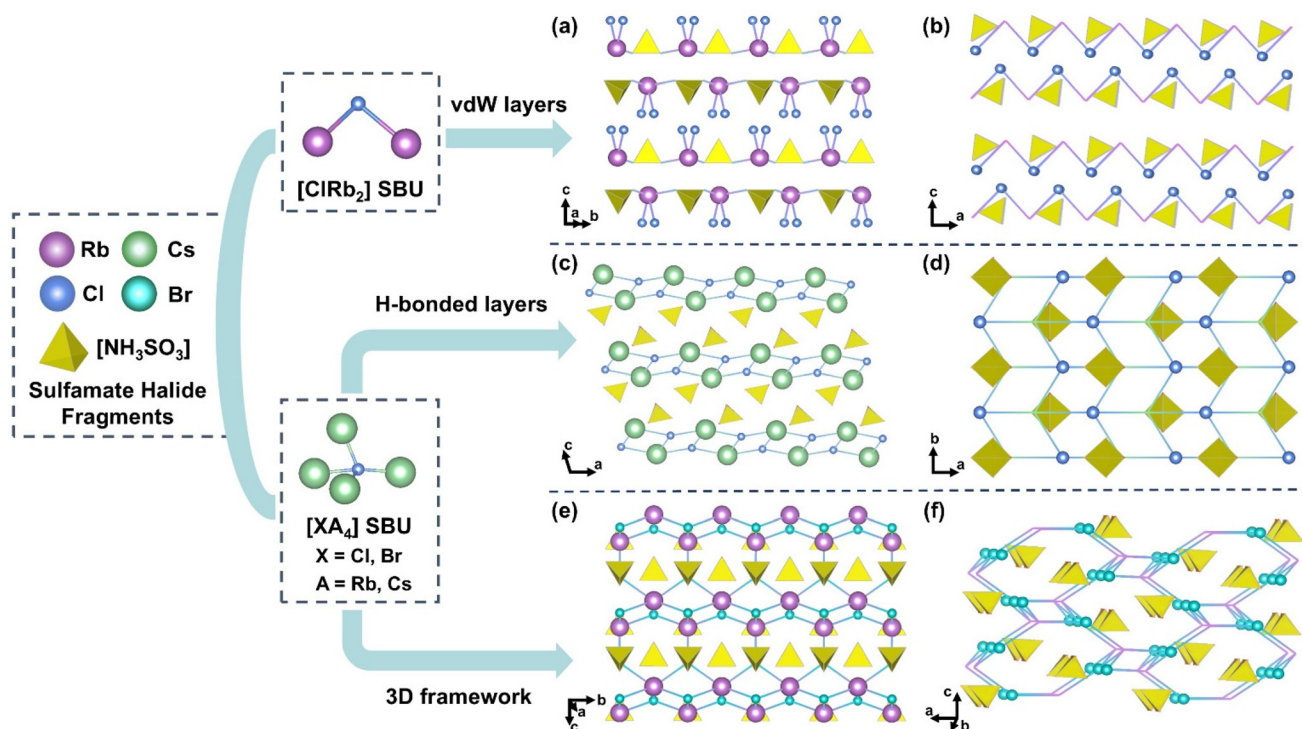 Rb
Cs
Cl
Br
[NH₃SO₃]
Sulfamate Halide
Fragments
[ClRb₂] SBU
[XA₄] SBU
X = Cl, Br
A = Rb, Cs
vdW layers
H-bonded layers
3D framework
(a)
c
a
b
(b)
c
a
(c)
c
a
(d)
b
a
(e)
b
a
c
(f)
c
a
b